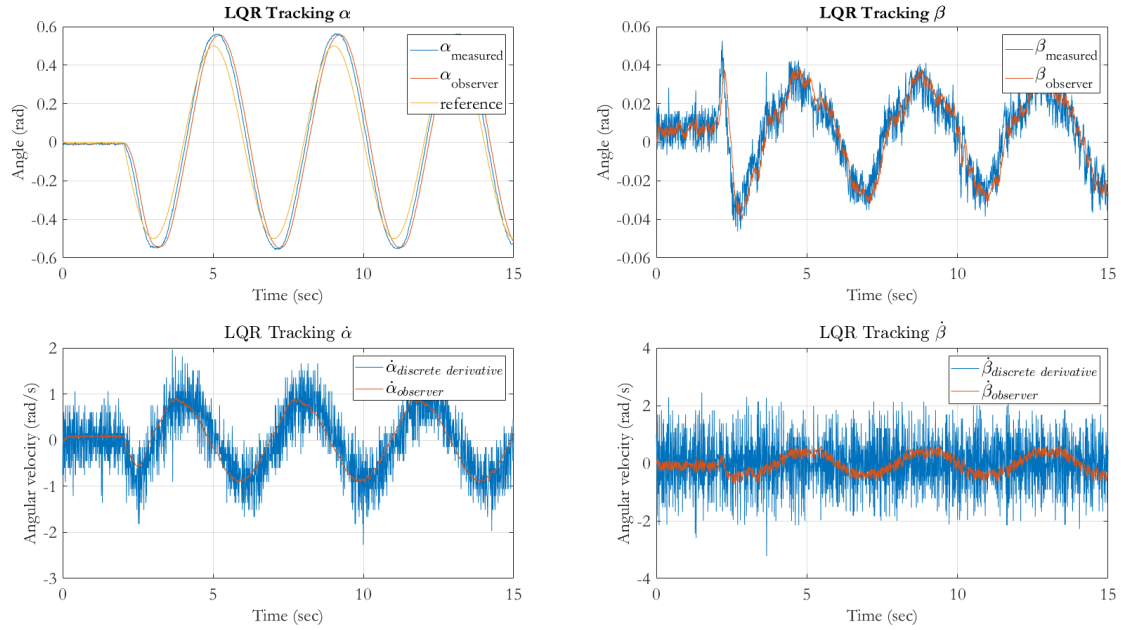 LQR Tracking α
Angle (rad)
0.6
0.4
0.2
0
-0.2
-0.4
-0.6
α measured
α observer
reference
0 5 10 15
Time (sec)
LQR Tracking β
Angle (rad)
0.06
0.04
0.02
0
-0.02
-0.04
-0.06
β measured
β observer
0 5 10 15
Time (sec)
LQR Tracking α̇
Angular velocity (rad/s)
2
1
0
-1
-2
-3
α̇ discrete derivative
α̇ observer
0 5 10 15
Time (sec)
LQR Tracking β̇
Angular velocity (rad/s)
4
2
0
-2
-4
β̇ discrete derivative
β̇ observer
0 5 10 15
Time (sec)